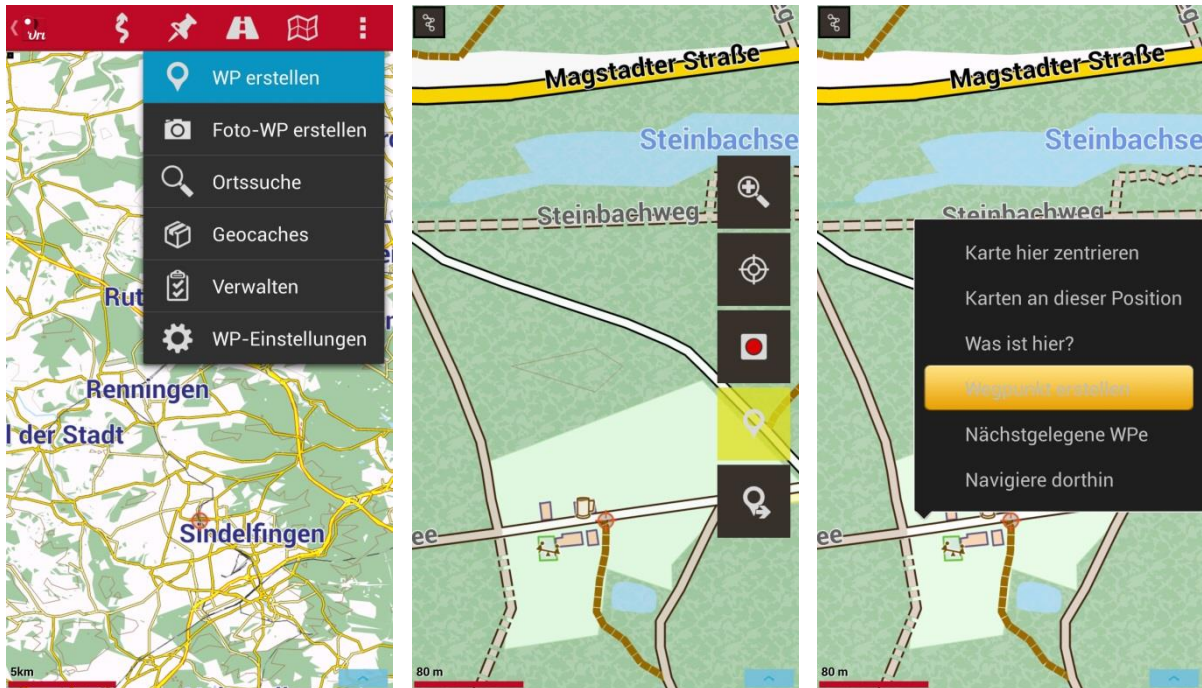 WP erstellen
Foto-WP erstellen
Ortssuche
Geocaches
Verwalten
WP-Einstellungen
Rut
Renningen
l der Stadt
Sindelfingen
5km
Magstadter Straße
Steinbachse
Steinbachweg
ee
80 m
Magstadter Straße
Steinbachse
Steinbachweg
Karte hier zentrieren
Karten an dieser Position
Was ist hier?
Wegpunkt erstellen
Nächstgelegene WPe
Navigiere dorthin
ee
80 m